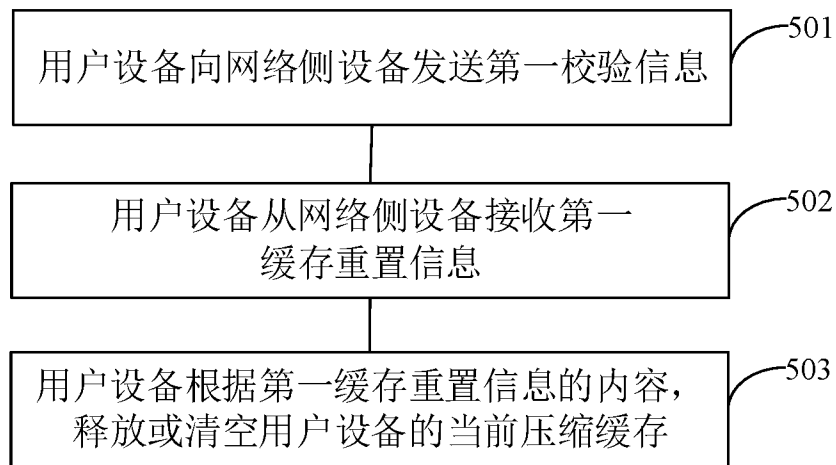 用户设备向网络侧设备发送第一校验信息
501
用户设备从网络侧设备接收第一
缓存重置信息
502
用户设备根据第一缓存重置信息的内容，
释放或清空用户设备的当前压缩缓存
503